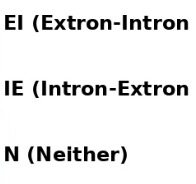 EI (Extron-Intron
IE (Intron-Extron
N (Neither)